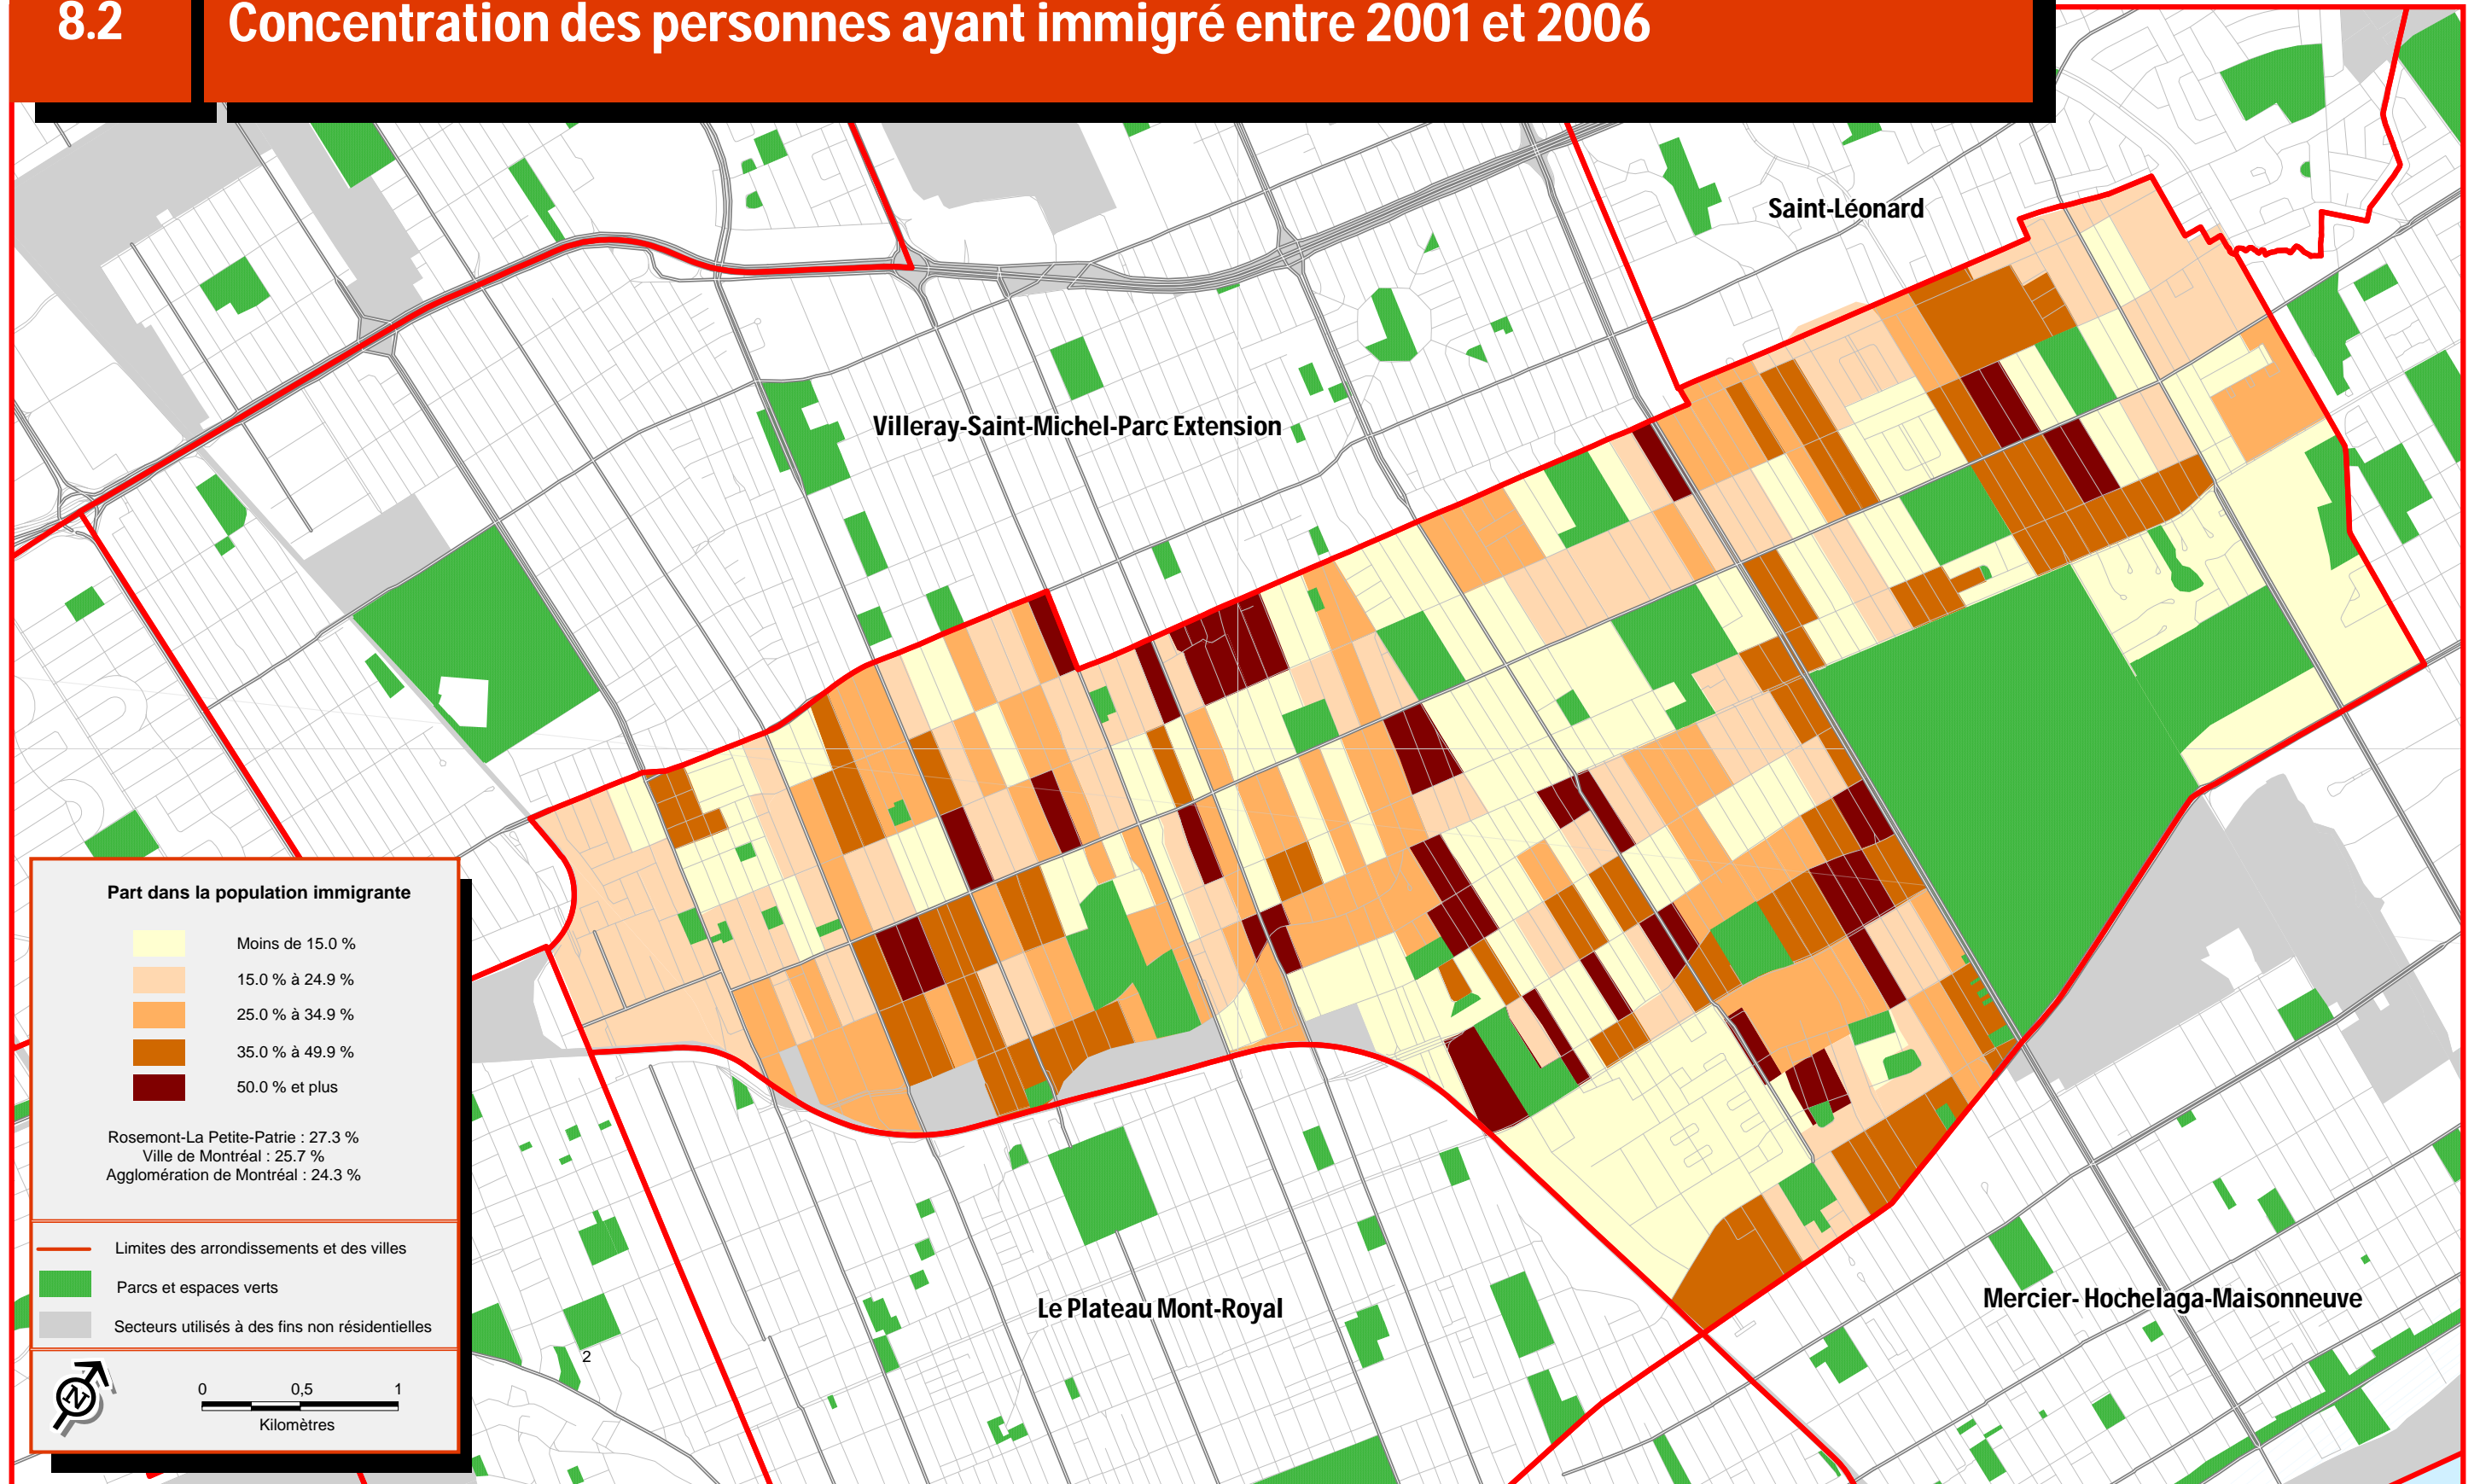 8.2
Concentration des personnes ayant immigré entre 2001 et 2006
Saint-Léonard
Villeray-Saint-Michel-Parc Extension
Part dans la population immigrante
Moins de 15.0 %
15.0 % à 24.9 %
25.0 % à 34.9 %
35.0 % à 49.9 %
50.0 % et plus
Rosemont-La Petite-Patrie : 27.3 %
Ville de Montréal : 25.7 %
Agglomération de Montréal : 24.3 %
Limites des arrondissements et des villes
Parcs et espaces verts
Secteurs utilisés à des fins non résidentielles
N
0 0,5 1
Kilomètres
2
Le Plateau Mont-Royal
Mercier- Hochelaga-Maisonneuve